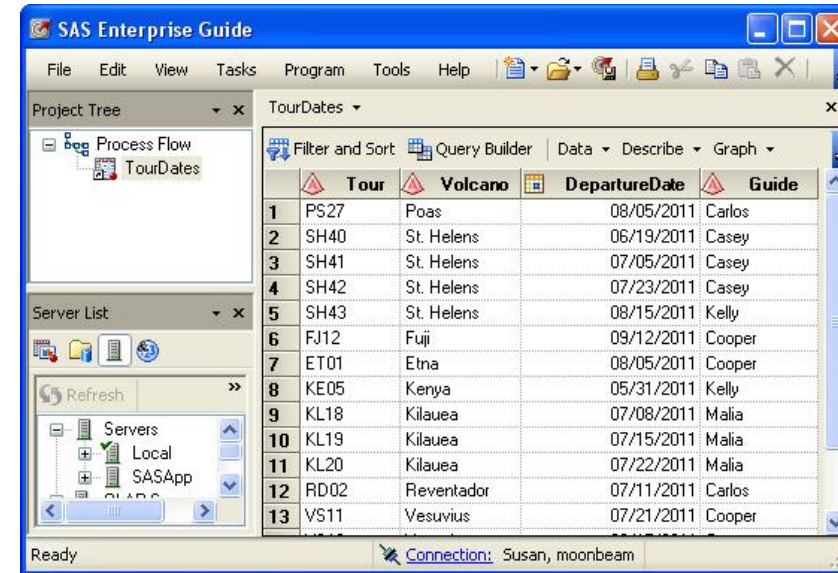 SAS Enterprise Guide
File Edit View Tasks Program Tools Help
Project Tree
Process Flow
TourDates
Server List
Refresh
Servers
Local
SASApp
TourDates
Filter and Sort Query Builder Data Describe Graph
Tour Volcano DepartureDate Guide
1 PS27 Poas 08/05/2011 Carlos
2 SH40 St. Helens 06/19/2011 Casey
3 SH41 St. Helens 07/05/2011 Casey
4 SH42 St. Helens 07/23/2011 Casey
5 SH43 St. Helens 08/15/2011 Kelly
6 FJ12 Fuji 09/12/2011 Cooper
7 ET01 Etna 08/05/2011 Cooper
8 KE05 Kenya 05/31/2011 Kelly
9 KL18 Kilauea 07/08/2011 Malia
10 KL19 Kilauea 07/15/2011 Malia
11 KL20 Kilauea 07/22/2011 Malia
12 RD02 Reventador 07/11/2011 Carlos
13 VS11 Vesuvius 07/21/2011 Cooper
Ready Connection: Susan, moonbeam